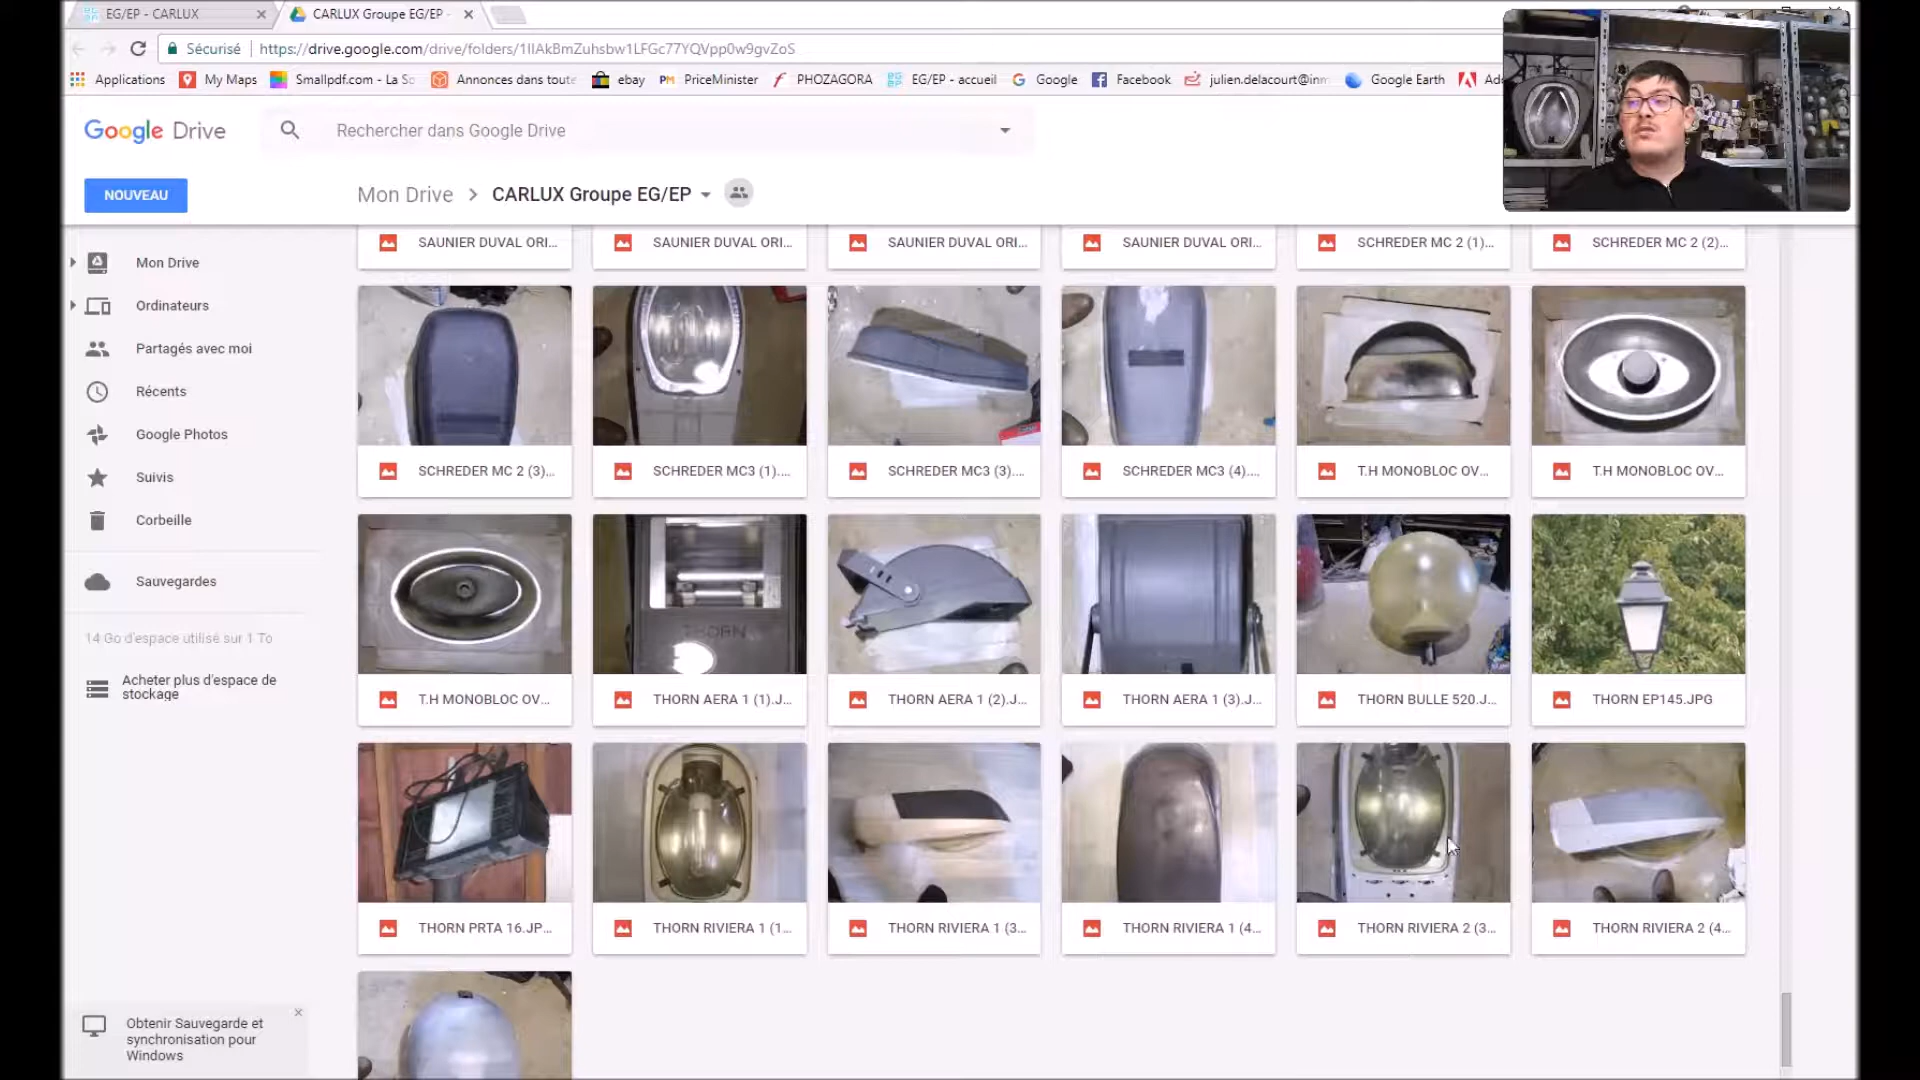 EG/EP - CARLUX
CARLUX Groupe EG/EP -
Sécurisé
https://drive.google.com/drive/folders/1IlAkBmZuhsbw1LFGc77YQVpp0w9gvZoS
Applications
My Maps
Smallpdf.com - La So
Annonces dans toute
ebay
PriceMinister
PHOZAGORA
EG/EP - accueil
Google
Facebook
julien.delacourt@inm
Google Earth
Ado
Google Drive
Rechercher dans Google Drive
NOUVEAU
Mon Drive > CARLUX Groupe EG/EP
Mon Drive
Ordinateurs
Partagés avec moi
Récents
Google Photos
Suivis
Corbeille
Sauvegardes
14 Go d'espace utilisé sur 1 To
Acheter plus d'espace de
stockage
Obtenir Sauvegarde et
synchronisation pour
Windows
SAUNIER DUVAL ORI...
SAUNIER DUVAL ORI...
SAUNIER DUVAL ORI...
SAUNIER DUVAL ORI...
SCHREDER MC 2 (1)...
SCHREDER MC 2 (2)...
SCHREDER MC 2 (3)...
SCHREDER MC3 (1)....
SCHREDER MC3 (3)....
SCHREDER MC3 (4)....
T.H MONOBLOC OV...
T.H MONOBLOC OV...
THORN
T.H MONOBLOC OV...
THORN AERA 1 (1).J...
THORN AERA 1 (2).J...
THORN AERA 1 (3).J...
THORN BULLE 520.J...
THORN EP145.JPG
THORN PRTA 16.JP...
THORN RIVIERA 1 (1...
THORN RIVIERA 1 (3...
THORN RIVIERA 1 (4...
THORN RIVIERA 2 (3...
THORN RIVIERA 2 (4...